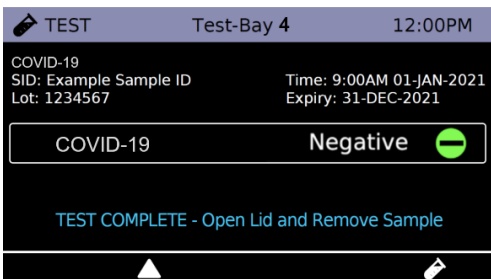 TEST Test-Bay 4 12:00PM
COVID-19
SID: Example Sample ID Time: 9:00AM 01-JAN-2021
Lot: 1234567 Expiry: 31-DEC-2021
COVID-19 Negative
TEST COMPLETE - Open Lid and Remove Sample